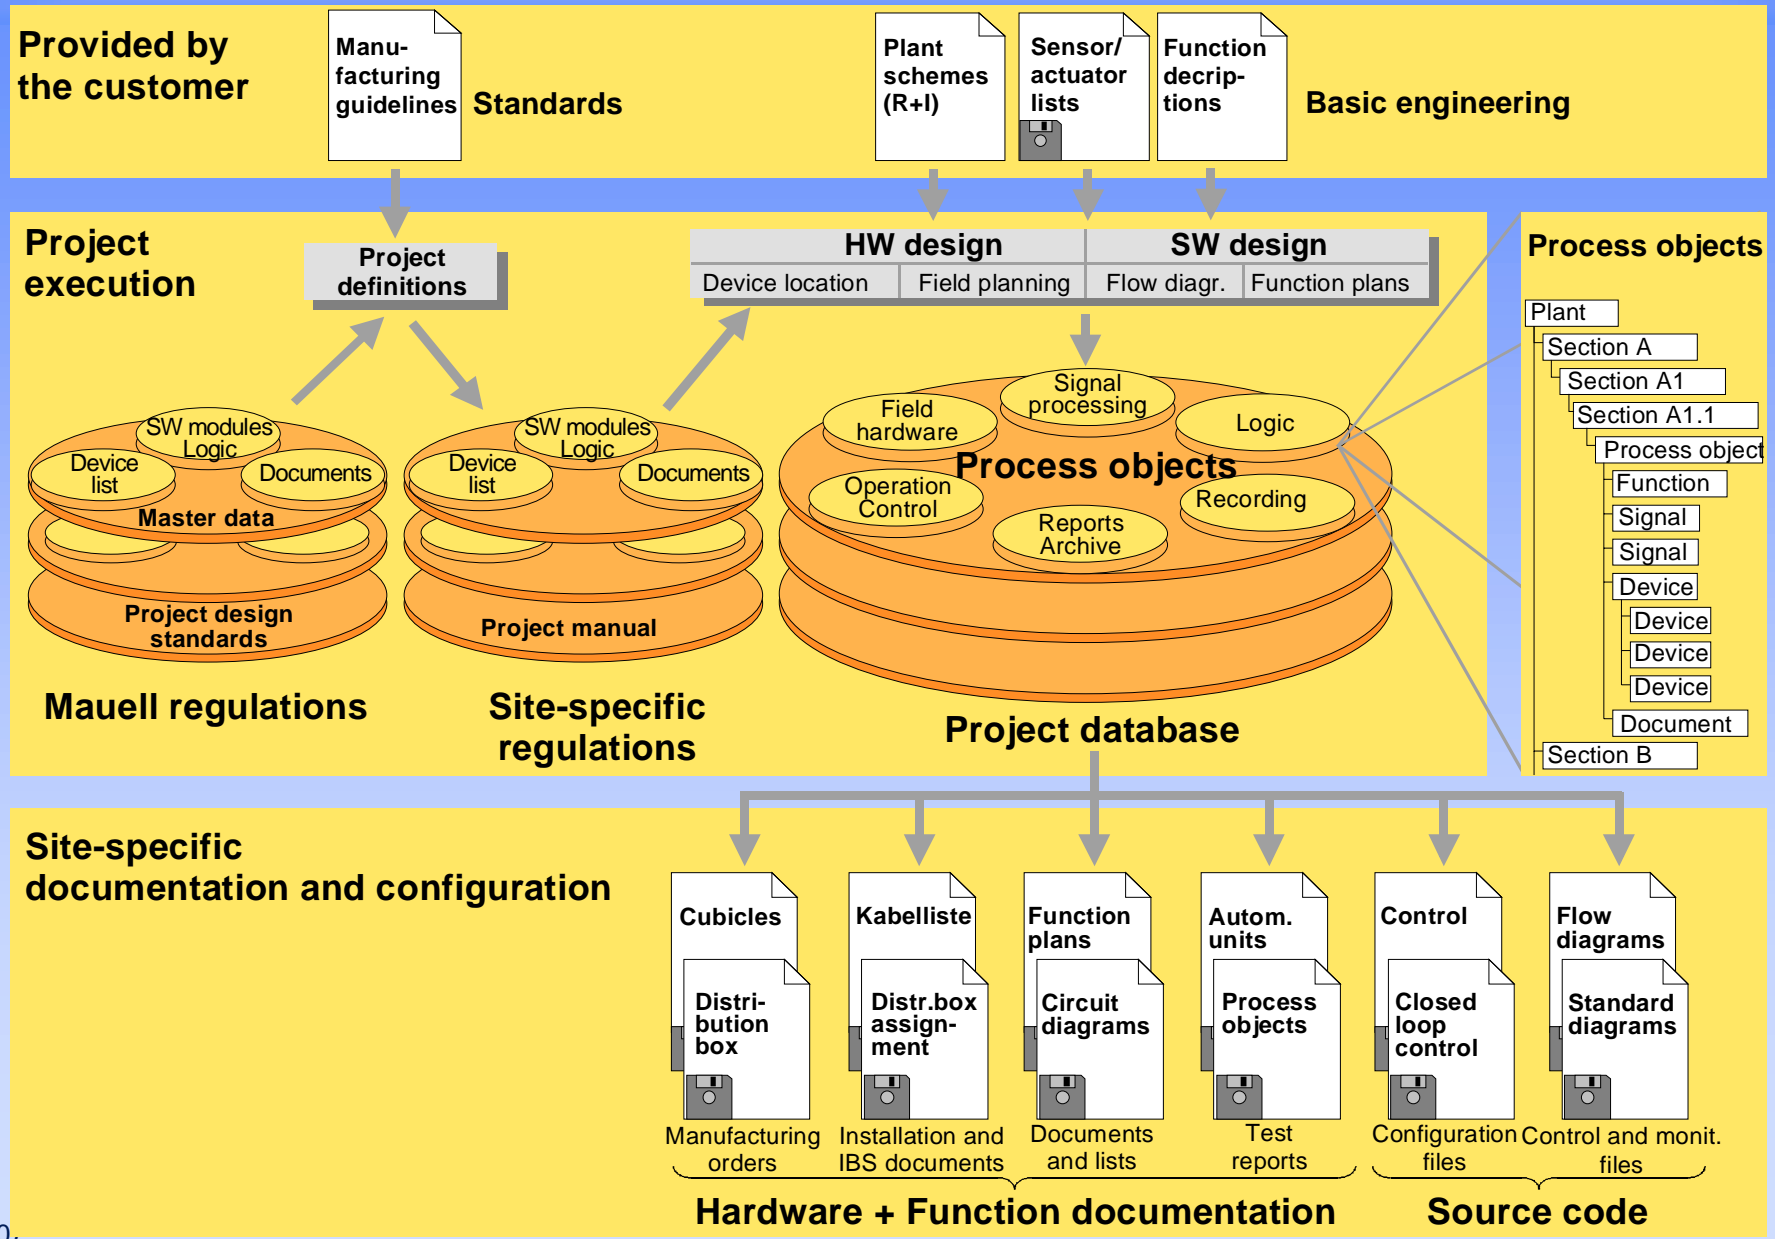 Provided by
the customer
Manu-
facturing
guidelines
Standards
Plant
schemes
(R+I)
Sensor/
actuator
lists
Function
decrip-
tions
Basic engineering
Project
execution
Project
definitions
HW design
SW design
Device location
Field planning
Flow diagr.
Function plans
SW modules
Logic
Device
list
Documents
Master data
Project design
standards
Mauell regulations
SW modules
Logic
Device
list
Documents
Project manual
Site-specific
regulations
Signal
processing
Field
hardware
Logic
Process objects
Operation
Control
Recording
Reports
Archive
Project database
Process objects
Plant
Section A
Section A1
Section A1.1
Process object
Function
Signal
Signal
Device
Device
Device
Device
Document
Section B
Site-specific
documentation and configuration
Cubicles
Distri-
bution
box
Manufacturing
orders
Kabelliste
Distr.box
assign-
ment
Installation and
IBS documents
Function
plans
Circuit
diagrams
Documents
and lists
Autom.
units
Process
objects
Test
reports
Control
Closed
loop
control
Configuration
files
Flow
diagrams
Standard
diagrams
Control and monit.
files
Hardware + Function documentation
Source code